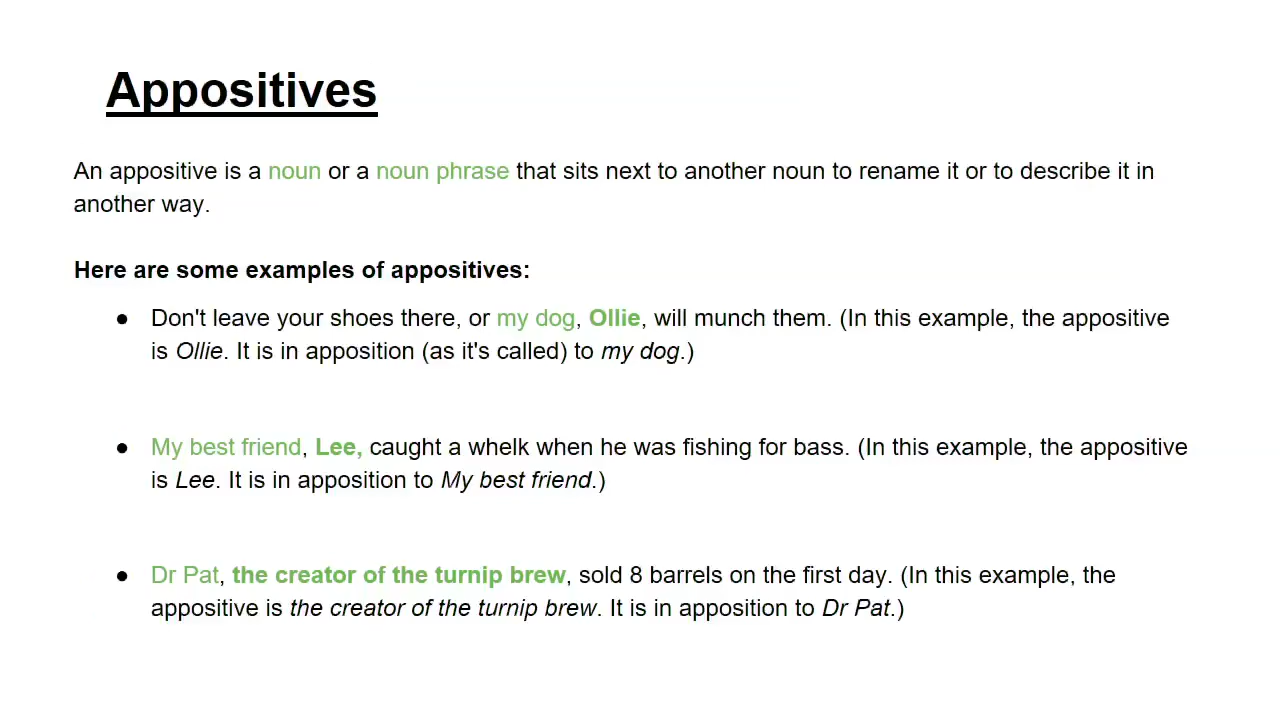 Appositives
An appositive is a noun or a noun phrase that sits next to another noun to rename it or to describe it in
another way.
Here are some examples of appositives:
● Don't leave your shoes there, or my dog, Ollie, will munch them. (In this example, the appositive
is Ollie. It is in apposition (as it's called) to my dog.)
● My best friend, Lee, caught a whelk when he was fishing for bass. (In this example, the appositive
is Lee. It is in apposition to My best friend.)
● Dr Pat, the creator of the turnip brew, sold 8 barrels on the first day. (In this example, the
appositive is the creator of the turnip brew. It is in apposition to Dr Pat.)